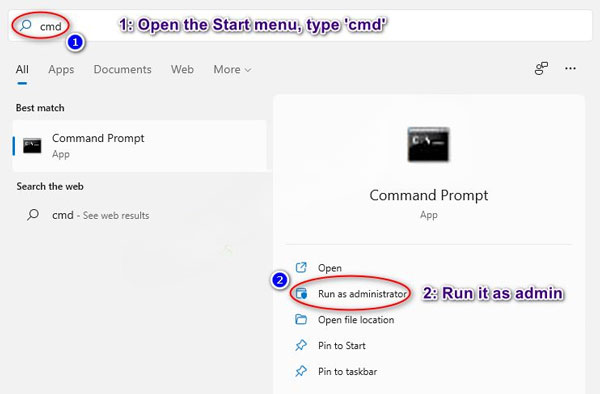 cmd
1: Open the Start menu, type 'cmd'
1
All Apps Documents Web More
Best match
Command Prompt
App
Search the web
cmd - See web results
Command Prompt
App
Open
2
Run as administrator
2: Run it as admin
Open file location
Pin to Start
Pin to taskbar